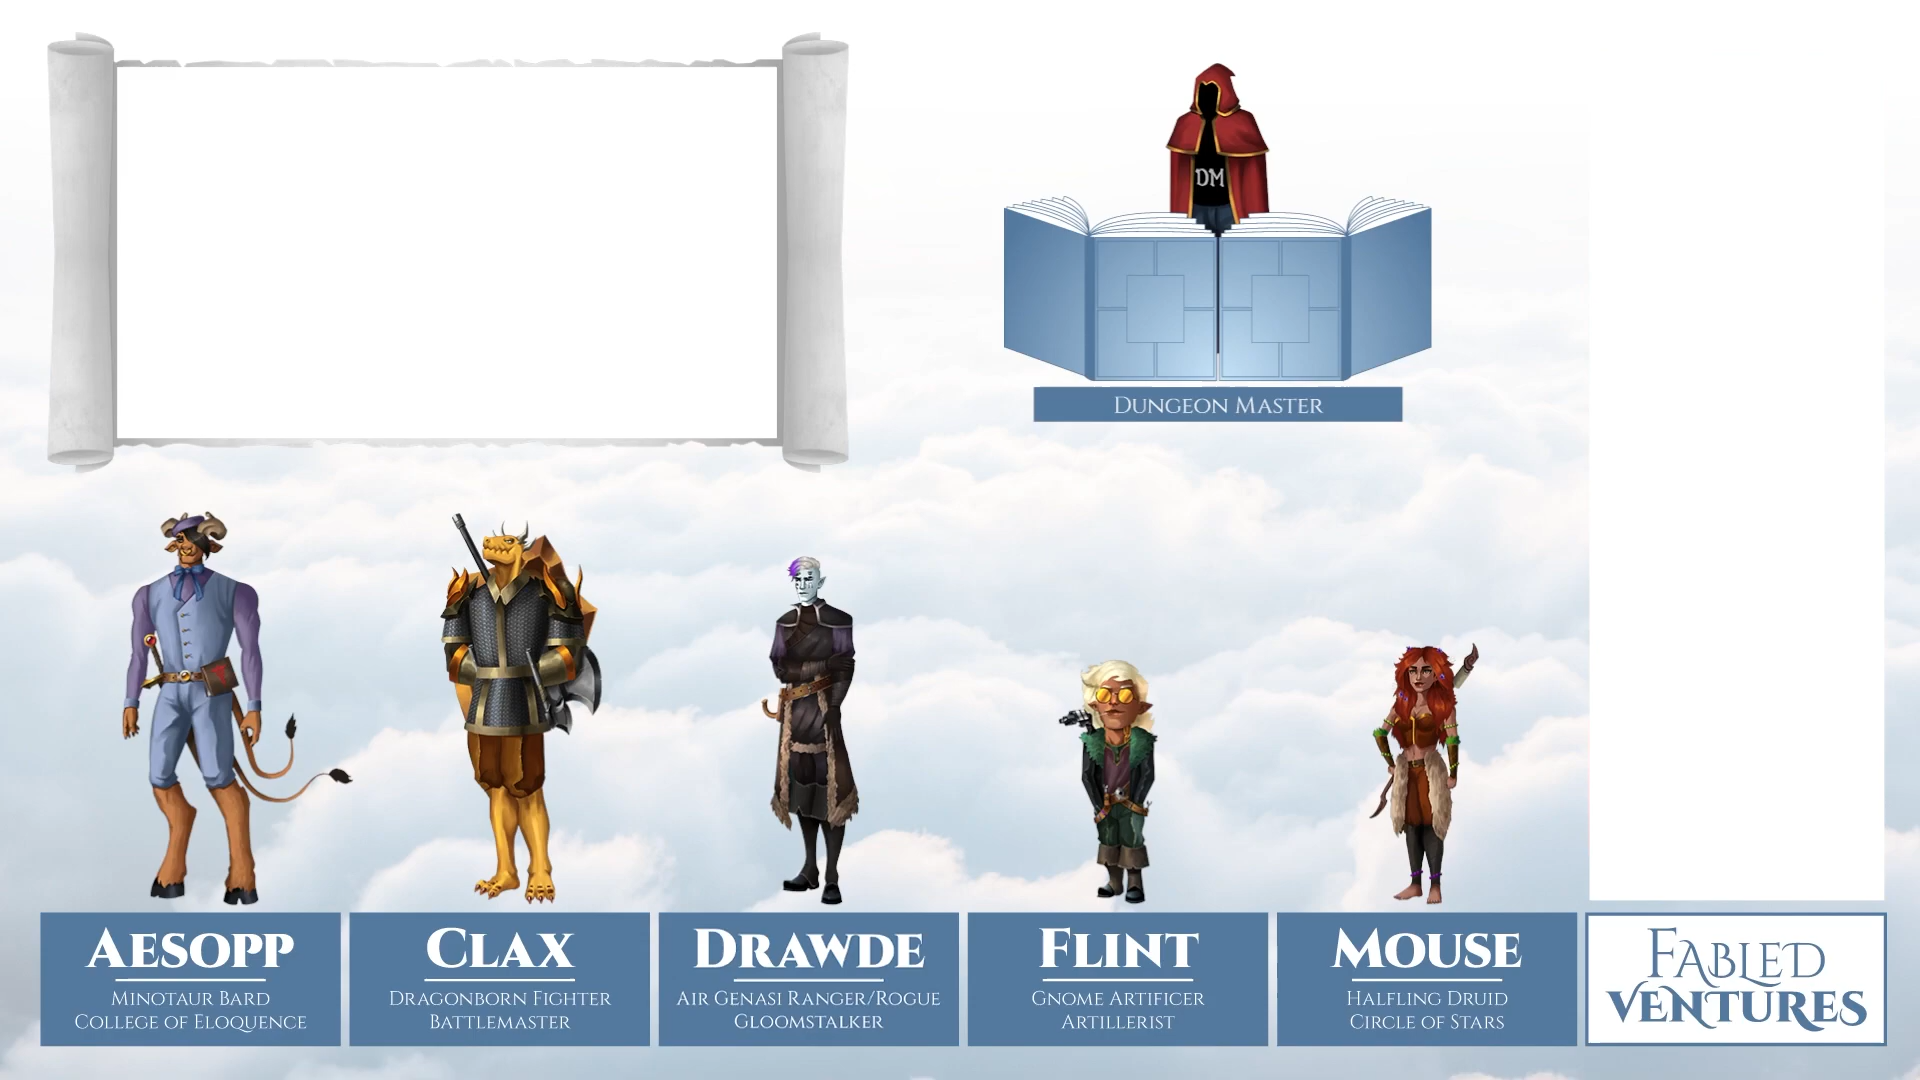 DM
Dungeon Master
Aesopp
Minotaur Bard
College of Eloquence
Clax
Dragonborn Fighter
Battlemaster
Drawde
Air Genasi Ranger/Rogue
Gloomstalker
Flint
Gnome Artificer
Artillerist
Mouse
Halfling Druid
Circle of Stars
Fabled
Ventures